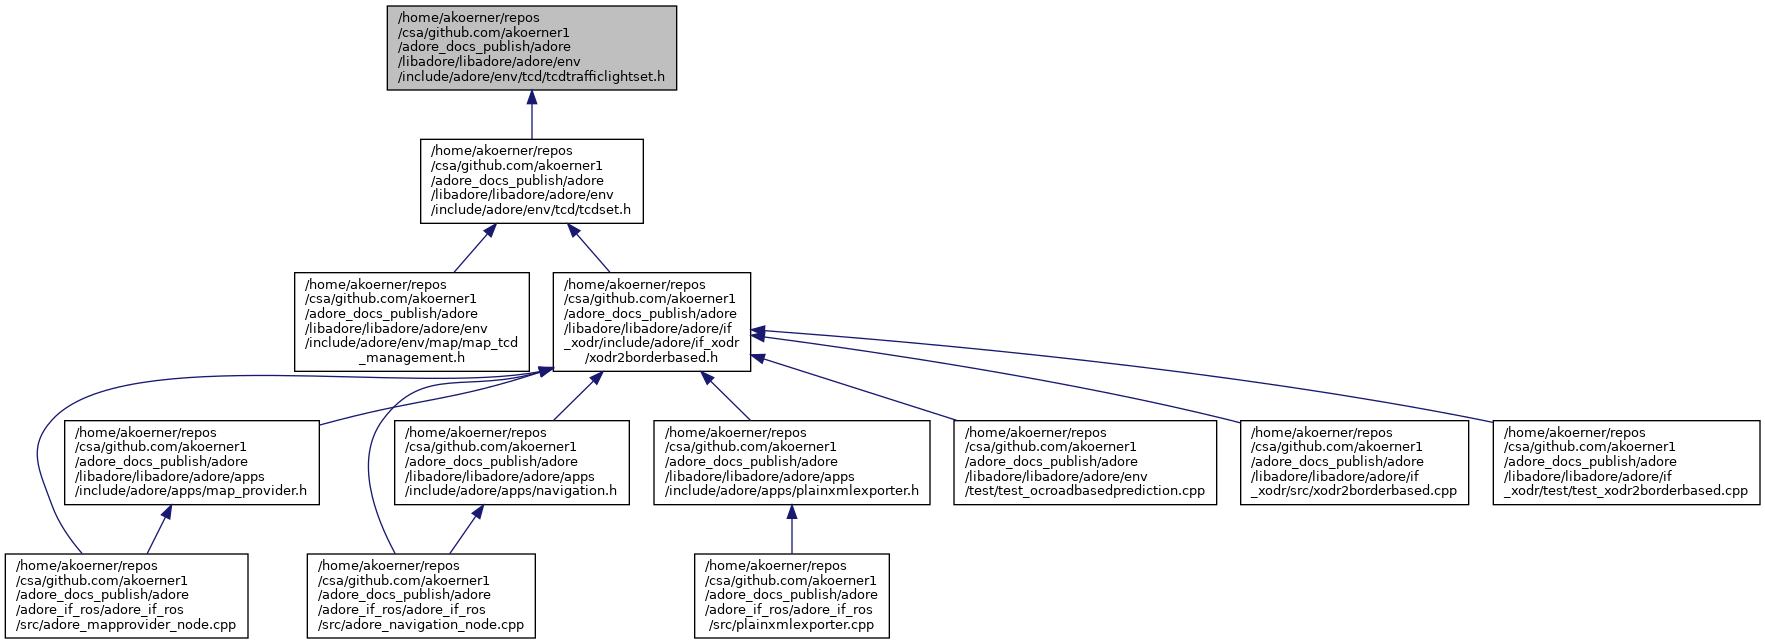 /home/akoerner/repos
/csa/github.com/akoerner1
/adore_docs_publish/adore
/libadore/libadore/adore/env
/include/adore/env/tcd/tcdtrafficlightset.h
/home/akoerner/repos
/csa/github.com/akoerner1
/adore_docs_publish/adore
/libadore/libadore/adore/env
/include/adore/env/tcd/tcdset.h
/home/akoerner/repos
/csa/github.com/akoerner1
/adore_docs_publish/adore
/libadore/libadore/adore/env
/include/adore/env/map/map_tcd
_management.h
/home/akoerner/repos
/csa/github.com/akoerner1
/adore_docs_publish/adore
/libadore/libadore/adore/if
_xodr/include/adore/if_xodr
/xodr2borderbased.h
/home/akoerner/repos
/csa/github.com/akoerner1
/adore_docs_publish/adore
/libadore/libadore/adore/apps
/include/adore/apps/map_provider.h
/home/akoerner/repos
/csa/github.com/akoerner1
/adore_docs_publish/adore
/libadore/libadore/adore/apps
/include/adore/apps/navigation.h
/home/akoerner/repos
/csa/github.com/akoerner1
/adore_docs_publish/adore
/libadore/libadore/adore/apps
/include/adore/apps/plainxmlexporter.h
/home/akoerner/repos
/csa/github.com/akoerner1
/adore_docs_publish/adore
/libadore/libadore/adore/env
/test/test_ocroadbasedprediction.cpp
/home/akoerner/repos
/csa/github.com/akoerner1
/adore_docs_publish/adore
/libadore/libadore/adore/if
_xodr/src/xodr2borderbased.cpp
/home/akoerner/repos
/csa/github.com/akoerner1
/adore_docs_publish/adore
/libadore/libadore/adore/if
_xodr/test/test_xodr2borderbased.cpp
/home/akoerner/repos
/csa/github.com/akoerner1
/adore_docs_publish/adore
/adore_if_ros/adore_if_ros
/src/adore_mapprovider_node.cpp
/home/akoerner/repos
/csa/github.com/akoerner1
/adore_docs_publish/adore
/adore_if_ros/adore_if_ros
/src/adore_navigation_node.cpp
/home/akoerner/repos
/csa/github.com/akoerner1
/adore_docs_publish/adore
/adore_if_ros/adore_if_ros
/src/plainxmlexporter.cpp